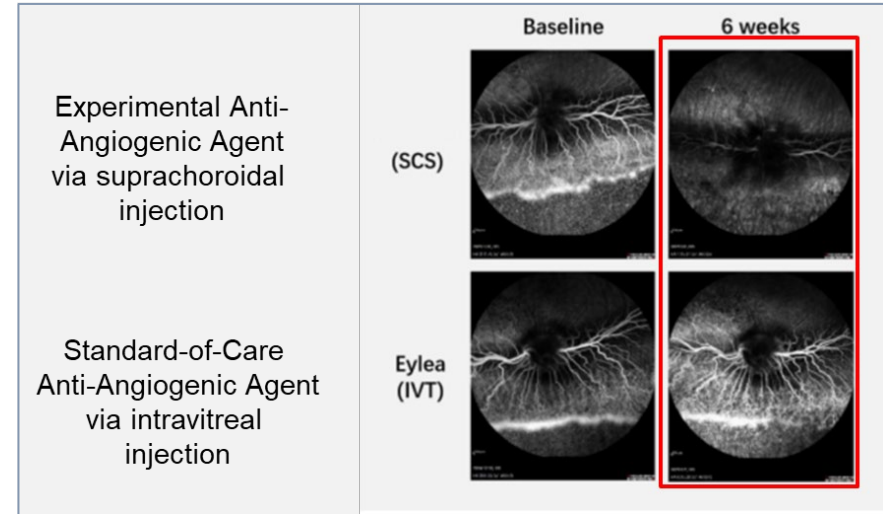 Baseline 6 weeks
Experimental Anti-
Angiogenic Agent
via suprachoroidal
injection
(SCS)
Standard-of-Care
Anti-Angiogenic Agent
via intravitreal
injection
Eylea
(IVT)